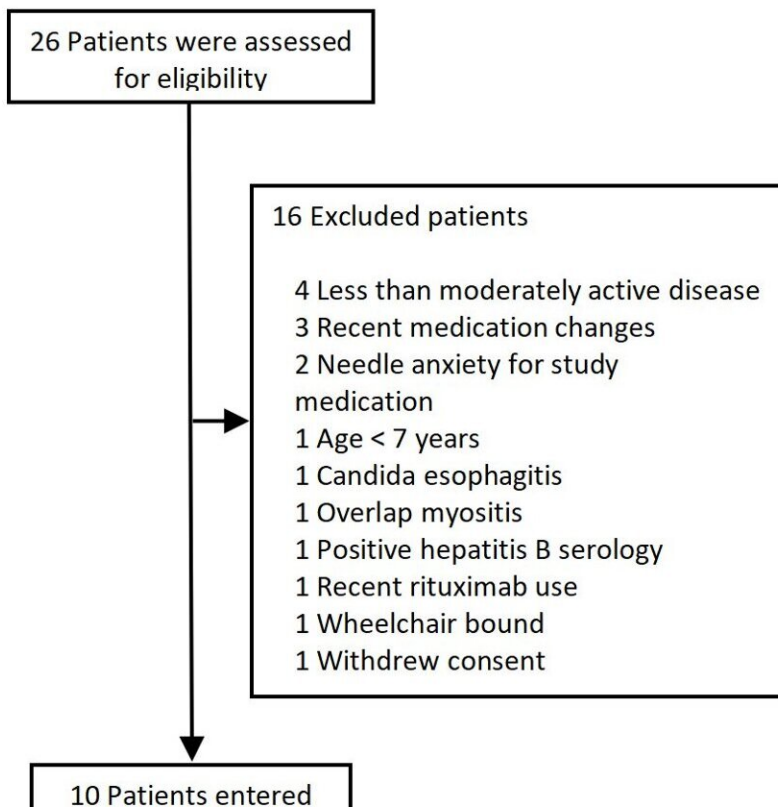 26 Patients were assessed
for eligibility
16 Excluded patients
4 Less than moderately active disease
3 Recent medication changes
2 Needle anxiety for study
medication
1 Age < 7 years
1 Candida esophagitis
1 Overlap myositis
1 Positive hepatitis B serology
1 Recent rituximab use
1 Wheelchair bound
1 Withdrew consent
10 Patients entered